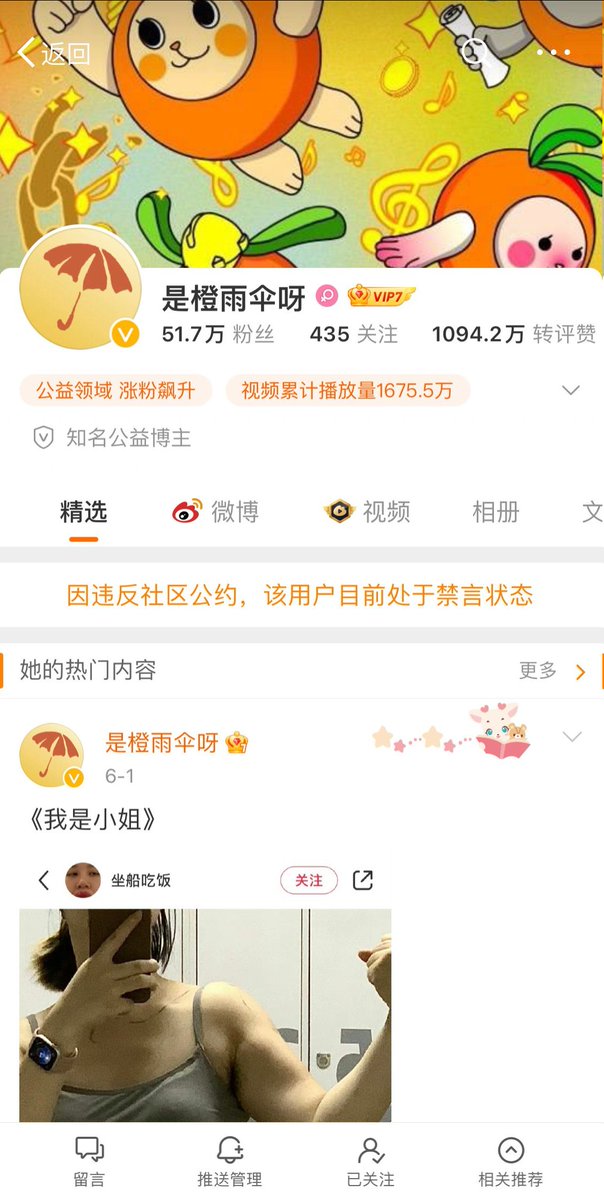 返回
是橙雨伞呀 VIP7
51.7万 粉丝 435 关注 1094.2万 转评赞
公益领域 涨粉飙升 视频累计播放量1675.5万
知名公益博主
精选 微博 视频 相册 文
因违反社区公约，该用户目前处于禁言状态
她的热门内容 更多
是橙雨伞呀
6-1
《我是小姐》
坐船吃饭 关注
留言 推送管理 已关注 相关推荐